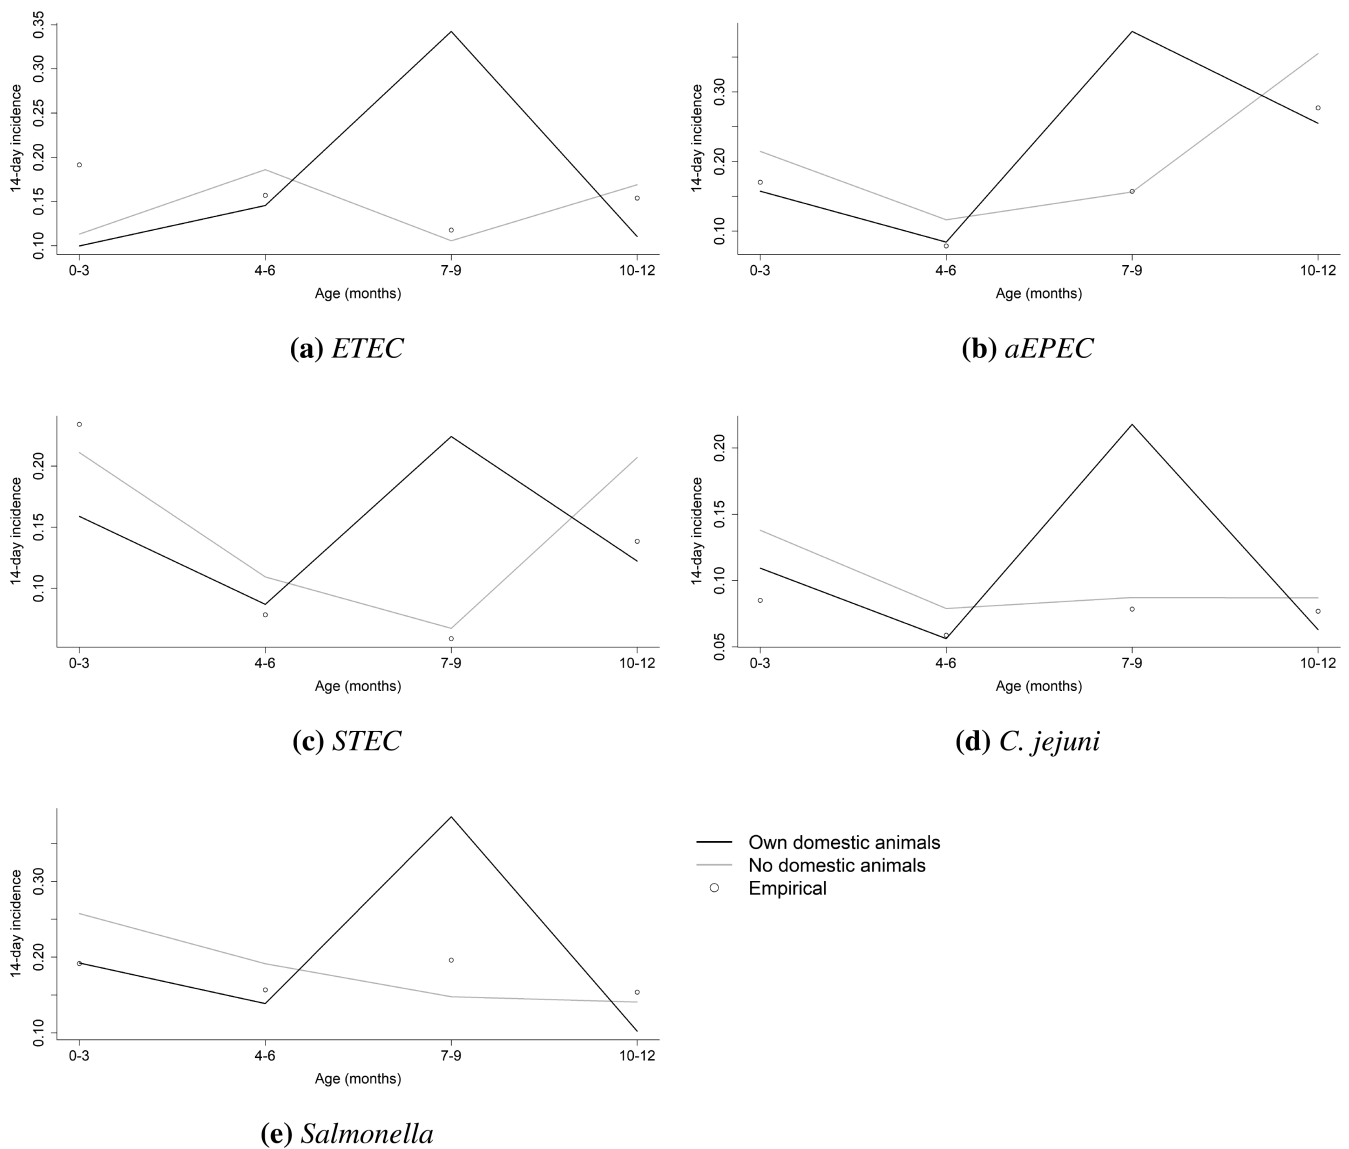 0.35
0.30
0.25
0.20
0.15
0.10
14-day incidence
0-3 4-6 7-9 10-12
Age (months)
(a) ETEC
0.30
0.20
0.10
14-day incidence
0-3 4-6 7-9 10-12
Age (months)
(b) aEPEC
0.20
0.15
0.10
14-day incidence
0-3 4-6 7-9 10-12
Age (months)
(c) STEC
0.20
0.15
0.10
0.05
14-day incidence
0-3 4-6 7-9 10-12
Age (months)
(d) C. jejuni
0.30
0.20
0.10
14-day incidence
0-3 4-6 7-9 10-12
Age (months)
(e) Salmonella
Own domestic animals
No domestic animals
Empirical